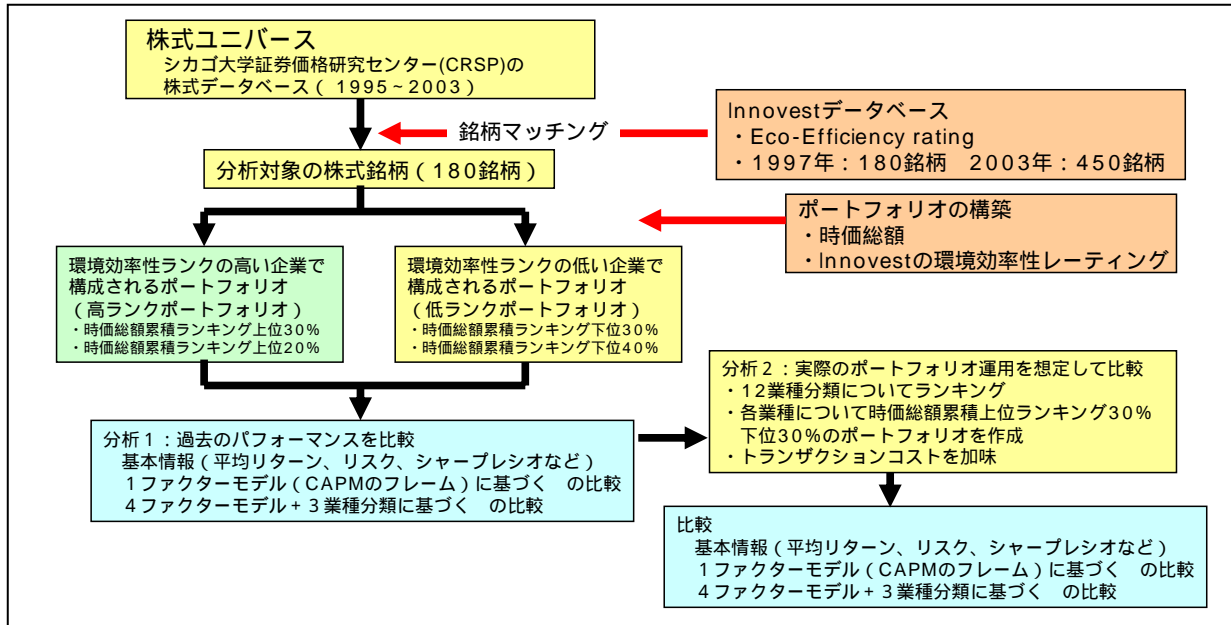 株式ユニバース
シカゴ大学証券価格研究センター(CRSP)の
株式データベース（1995~2003）
銘柄マッチング
Innovestデータベース
・Eco-Efficiency rating
・1997年：180銘柄　2003年：450銘柄
分析対象の株式銘柄（180銘柄）
ポートフォリオの構築
・時価総額
・Innovestの環境効率性レーティング
環境効率性ランクの高い企業で
構成されるポートフォリオ
（高ランクポートフォリオ）
・時価総額累積ランキング上位30%
・時価総額累積ランキング上位20%
環境効率性ランクの低い企業で
構成されるポートフォリオ
（低ランクポートフォリオ）
・時価総額累積ランキング下位30%
・時価総額累積ランキング下位40%
分析1：過去のパフォーマンスを比較
基本情報（平均リターン、リスク、シャープレシオなど）
1ファクターモデル（CAPMのフレーム）に基づく　の比較
4ファクターモデル+3業種分類に基づく　の比較
分析2：実際のポートフォリオ運用を想定して比較
・12業種分類についてランキング
・各業種について時価総額累積上位ランキング30%
下位30%のポートフォリオを作成
・トランザクションコストを加味
比較
基本情報（平均リターン、リスク、シャープレシオなど）
1ファクターモデル（CAPMのフレーム）に基づく　の比較
4ファクターモデル+3業種分類に基づく　の比較